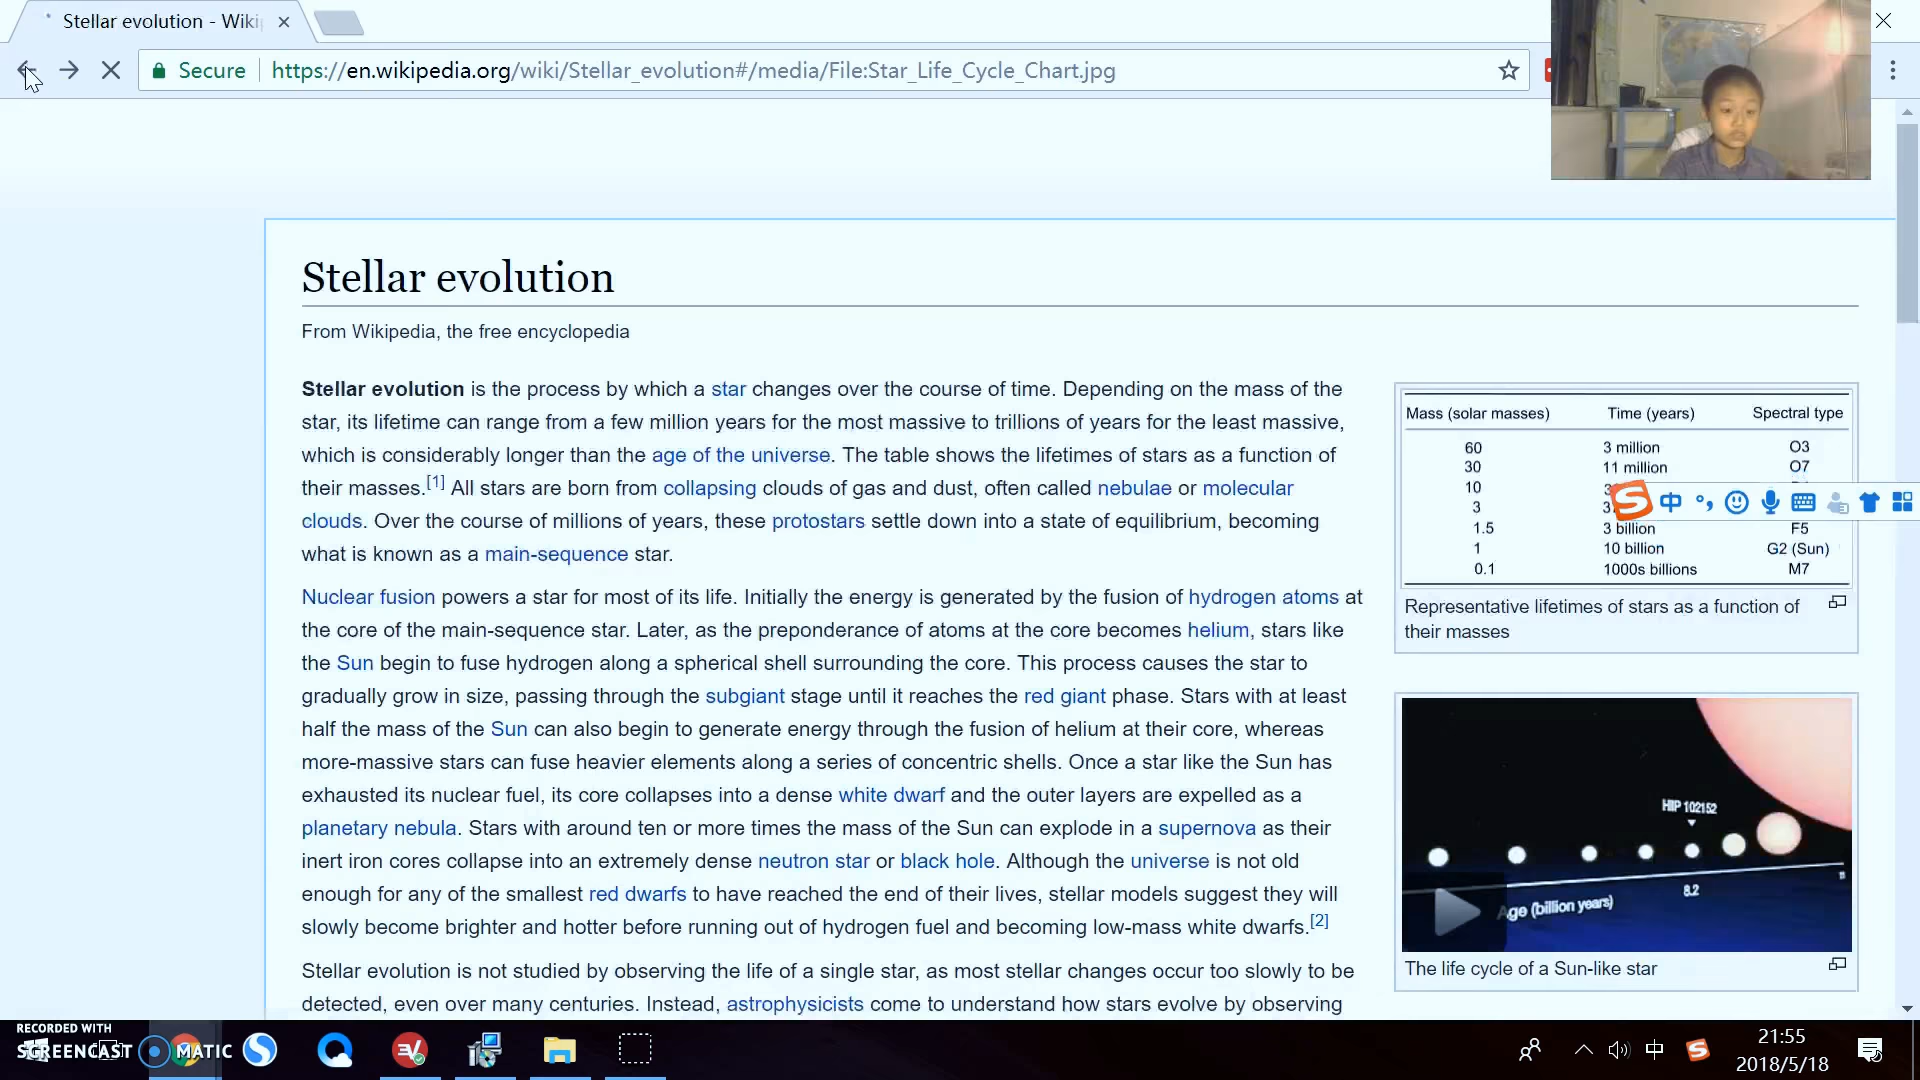 Stellar evolution - Wiki
Secure https://en.wikipedia.org/wiki/Stellar_evolution#/media/File:Star_Life_Cycle_Chart.jpg
Stellar evolution
From Wikipedia, the free encyclopedia
Stellar evolution is the process by which a star changes over the course of time. Depending on the mass of the
star, its lifetime can range from a few million years for the most massive to trillions of years for the least massive,
which is considerably longer than the age of the universe. The table shows the lifetimes of stars as a function of
their masses.[1] All stars are born from collapsing clouds of gas and dust, often called nebulae or molecular
clouds. Over the course of millions of years, these protostars settle down into a state of equilibrium, becoming
what is known as a main-sequence star.
Nuclear fusion powers a star for most of its life. Initially the energy is generated by the fusion of hydrogen atoms at
the core of the main-sequence star. Later, as the preponderance of atoms at the core becomes helium, stars like
the Sun begin to fuse hydrogen along a spherical shell surrounding the core. This process causes the star to
gradually grow in size, passing through the subgiant stage until it reaches the red giant phase. Stars with at least
half the mass of the Sun can also begin to generate energy through the fusion of helium at their core, whereas
more-massive stars can fuse heavier elements along a series of concentric shells. Once a star like the Sun has
exhausted its nuclear fuel, its core collapses into a dense white dwarf and the outer layers are expelled as a
planetary nebula. Stars with around ten or more times the mass of the Sun can explode in a supernova as their
inert iron cores collapse into an extremely dense neutron star or black hole. Although the universe is not old
enough for any of the smallest red dwarfs to have reached the end of their lives, stellar models suggest they will
slowly become brighter and hotter before running out of hydrogen fuel and becoming low-mass white dwarfs.[2]
Stellar evolution is not studied by observing the life of a single star, as most stellar changes occur too slowly to be
detected, even over many centuries. Instead, astrophysicists come to understand how stars evolve by observing
Mass (solar masses) Time (years) Spectral type
60 3 million O3
30 11 million O7
10
3
1.5 3 billion F5
1 10 billion G2 (Sun)
0.1 1000s billions M7
中
Representative lifetimes of stars as a function of
their masses
HIP 102152
8.2
Age (billion years)
The life cycle of a Sun-like star
RECORDED WITH
SCREENCAST MATIC
中
21:55
2018/5/18